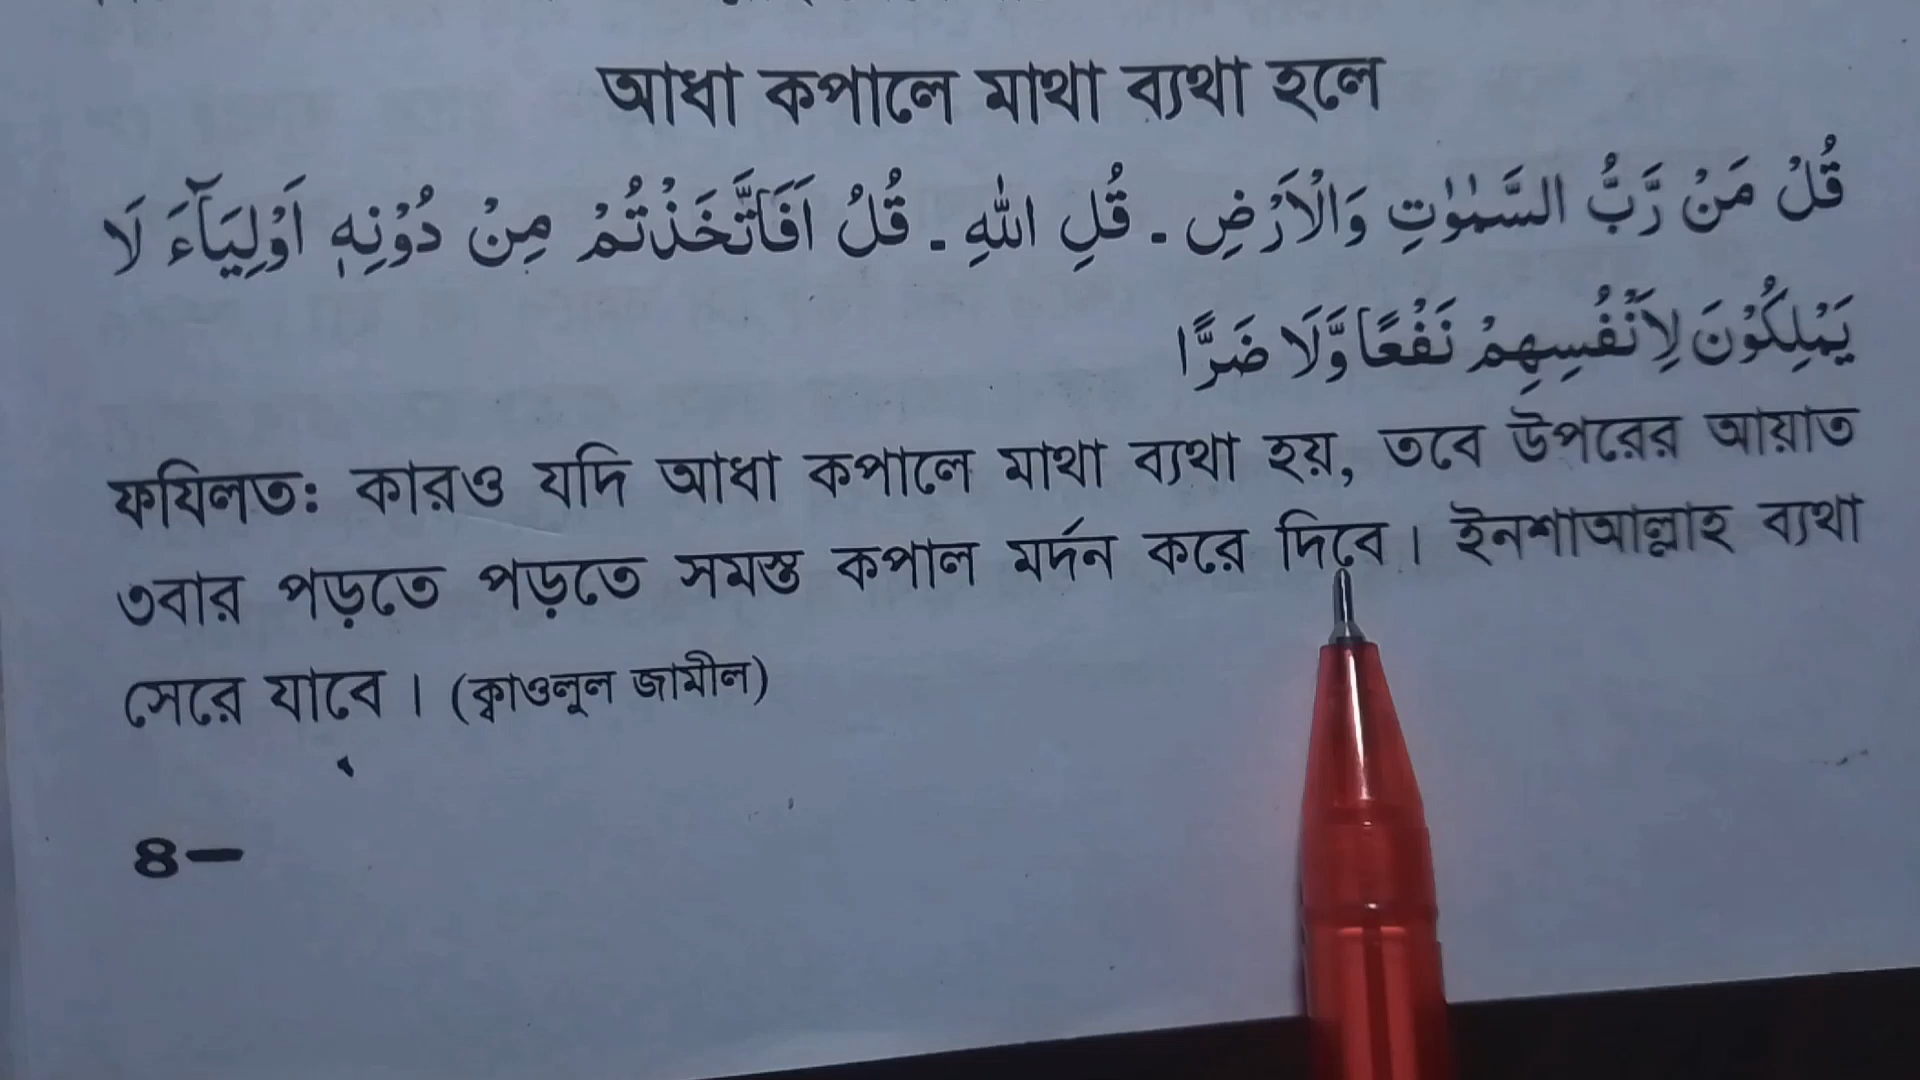 আধা কপালে মাথা ব্যথা হলে
قُلْ مَنْ رَّبُّ السَّمٰوٰتِ وَالْاَرْضِ ـ قُلِ اللّٰهِ ـ قُلْ اَفَاتَّخَذْتُمْ مِنْ دُوْنِهٖ اَوْلِيَآءَ لَا
يَمْلِكُوْنَ لِاَنْفُسِهِمْ نَفْعًا وَّلَا ضَرًّا
ফযিলতঃ কারও যদি আধা কপালে মাথা ব্যথা হয়, তবে উপরের আয়াত
৩বার পড়তে পড়তে সমস্ত কপাল মর্দন করে দিবে। ইনশাআল্লাহ ব্যথা
সেরে যাবে। (ক্বাওলুল জামীল)
৪–